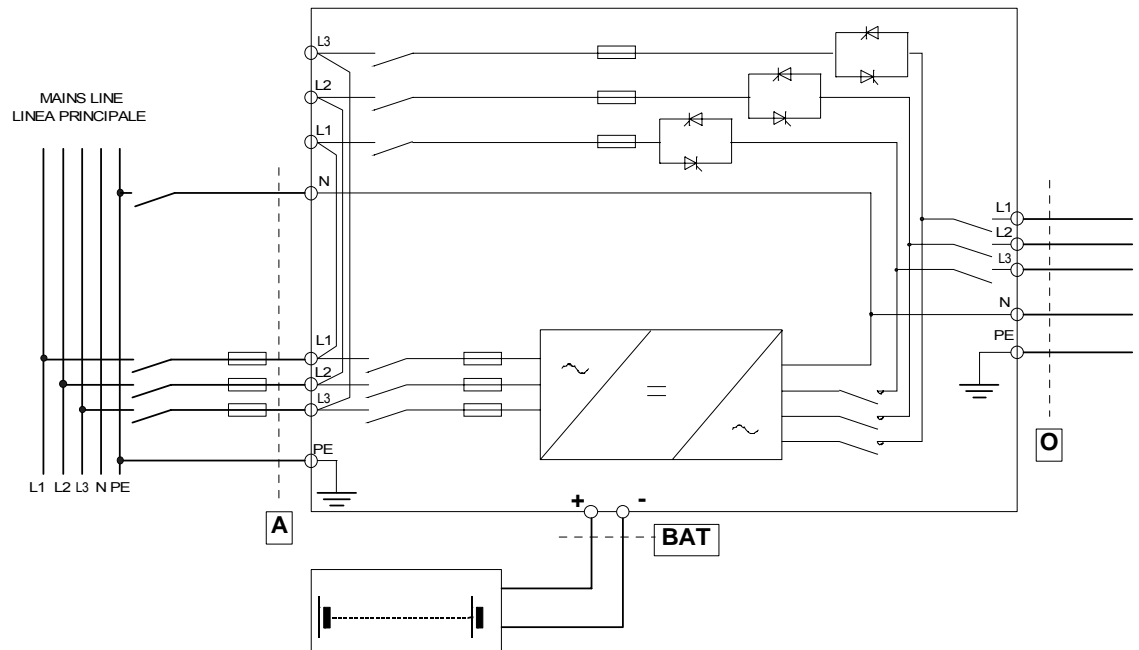 MAINS LINE
LINEA PRINCIPALE
L3
L2
L1
N
L1
L2
L3
N
PE
L1
L2
L3
PE
L1 L2 L3 N PE
A
O
+ -
BAT